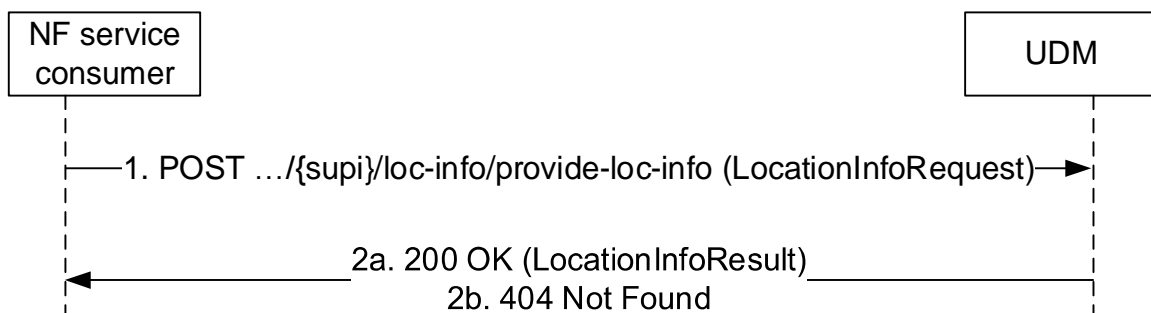 NF service
consumer
UDM
1. POST …/{supi}/loc-info/provide-loc-info (LocationInfoRequest)
2a. 200 OK (LocationInfoResult)
2b. 404 Not Found